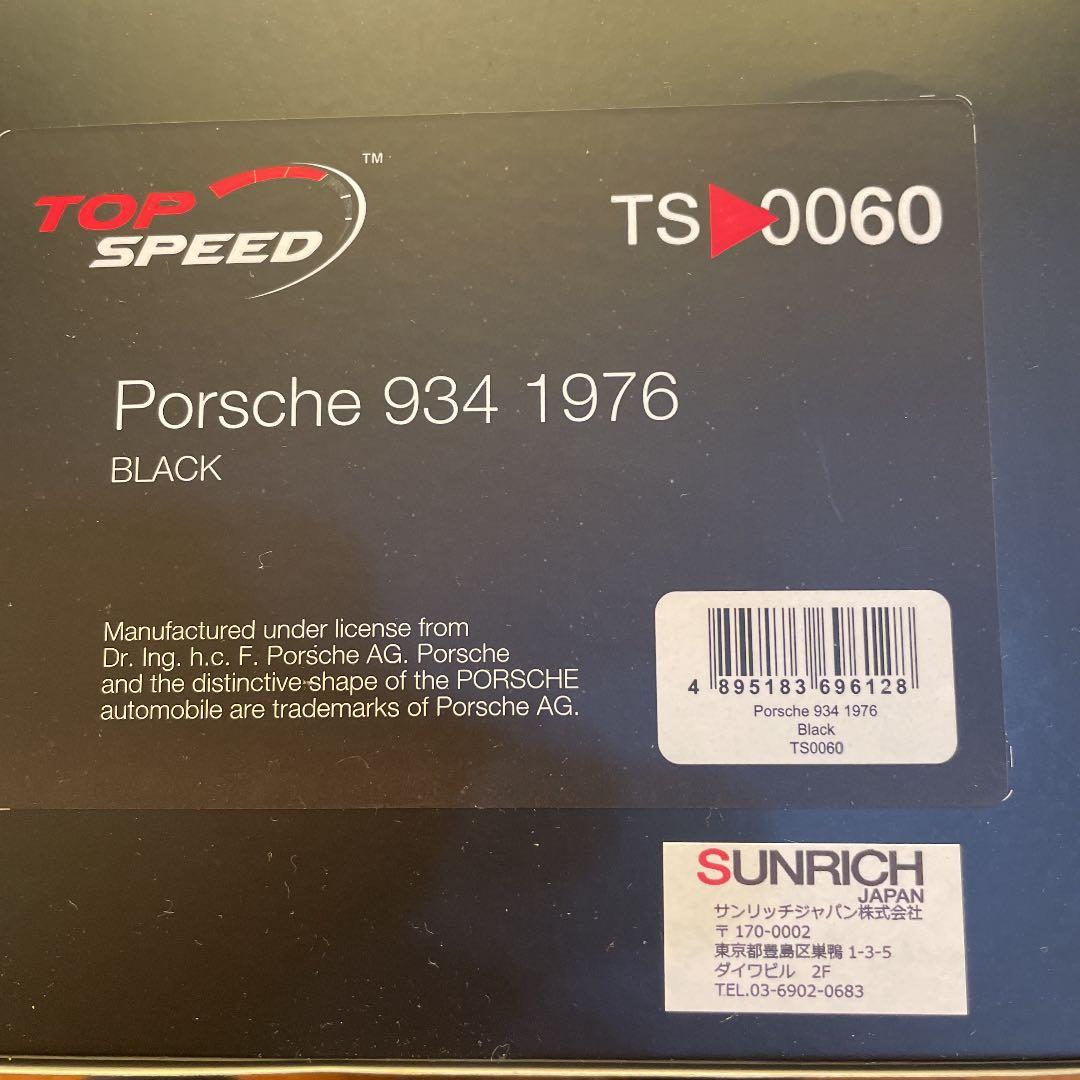 TOP
SPEED
™
TS 0060
Porsche 934 1976
BLACK
Manufactured under license from
Dr. Ing. h.c. F. Porsche AG. Porsche
and the distinctive shape of the PORSCHE
automobile are trademarks of Porsche AG.
4 895183 696128
Porsche 934 1976
Black
TS0060
SUNRICH
JAPAN
サンリッチジャパン株式会社
〒 170-0002
東京都豊島区巣鴨 1-3-5
ダイワビル 2F
TEL.03-6902-0683